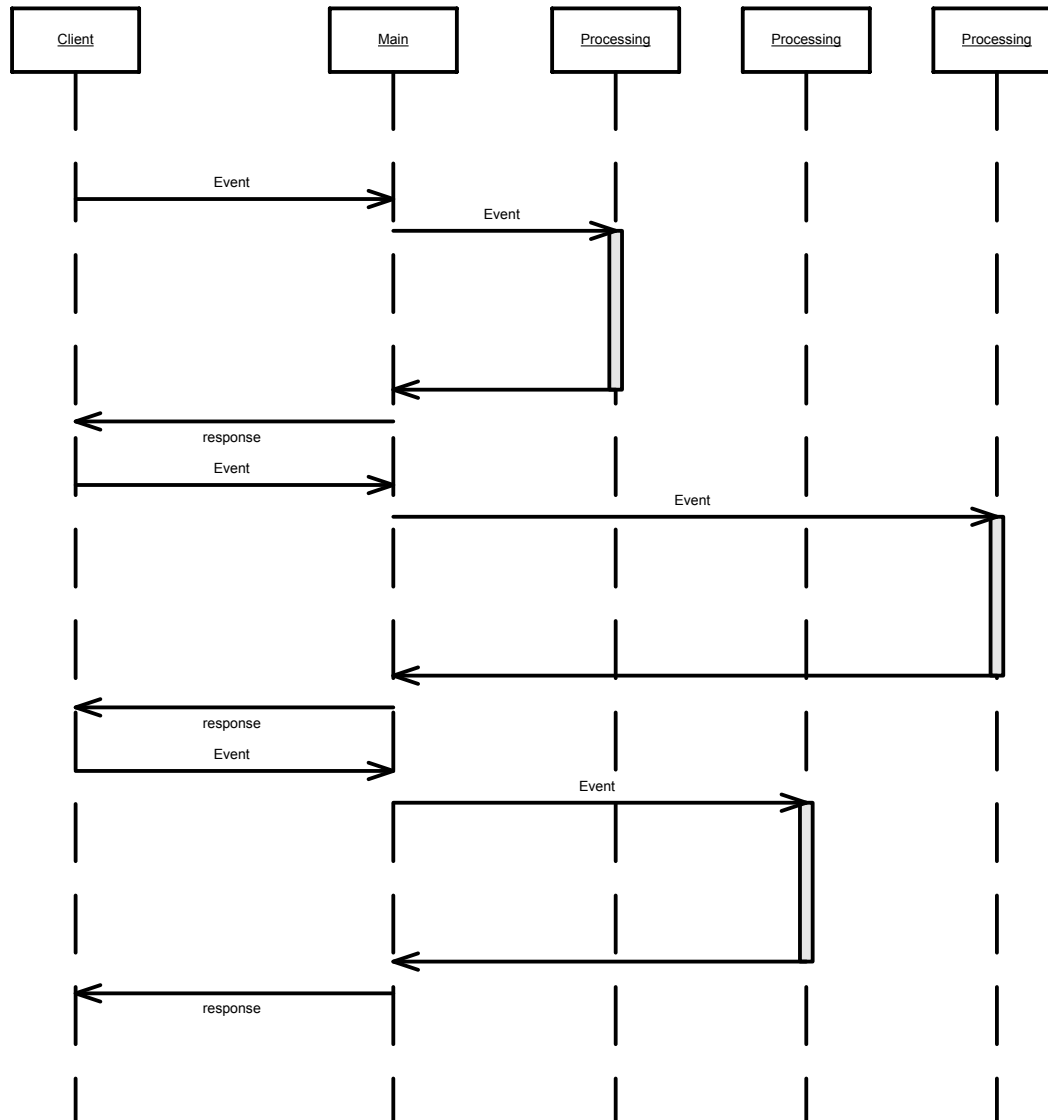 Client
Main
Processing
Processing
Processing
Event
Event
response
Event
Event
response
Event
Event
response